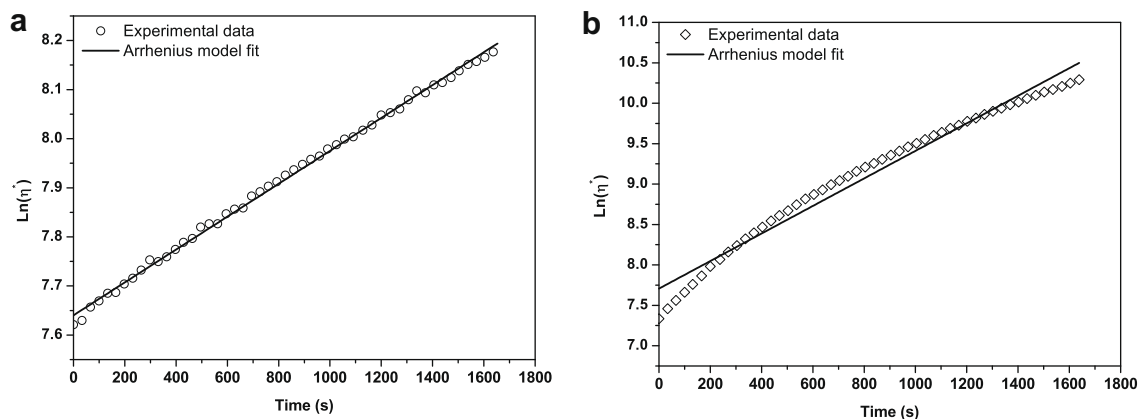 a
8.2
8.1
8.0
7.9
7.8
7.7
7.6
Ln(η*)
Experimental data
Arrhenius model fit
0 200 400 600 800 1000 1200 1400 1600 1800
Time (s)
b
11.0
10.5
10.0
9.5
9.0
8.5
8.0
7.5
7.0
Ln(η*)
Experimental data
Arrhenius model fit
0 200 400 600 800 1000 1200 1400 1600 1800
Time (s)